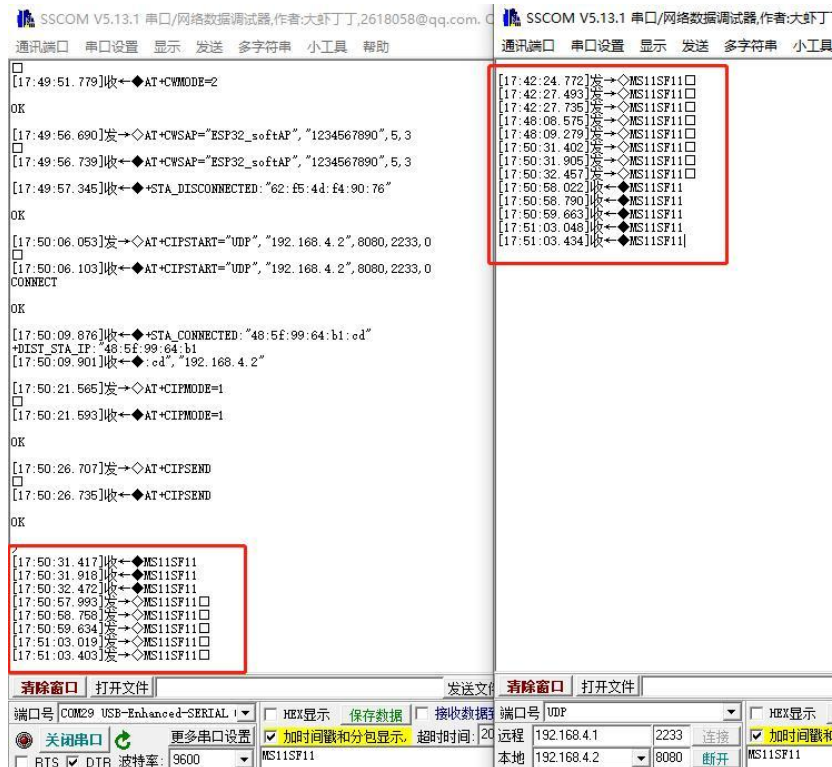 SSCOM V5.13.1 串口/网络数据调试器,作者:大虾丁丁,2618058@qq.com. C
通讯端口 串口设置 显示 发送 多字符串 小工具 帮助
[17:49:51.779]收←◆AT+CWMODE=2
OK
[17:49:56.690]发→◇AT+CWSAP="ESP32_softAP","1234567890",5,3
□
[17:49:56.739]收←◆AT+CWSAP="ESP32_softAP","1234567890",5,3
[17:49:57.345]收←◆+STA_DISCONNECTED:"62:f5:4d:f4:90:76"
OK
[17:50:06.053]发→◇AT+CIPSTART="UDP","192.168.4.2",8080,2233,0
□
[17:50:06.103]收←◆AT+CIPSTART="UDP","192.168.4.2",8080,2233,0
CONNECT
OK
[17:50:09.876]收←◆+STA_CONNECTED:"48:5f:99:64:b1:cd"
+DIST_STA_IP:"48:5f:99:64:b1
[17:50:09.901]收←◆:cd","192.168.4.2"
[17:50:21.565]发→◇AT+CIPMODE=1
□
[17:50:21.593]收←◆AT+CIPMODE=1
OK
[17:50:26.707]发→◇AT+CIPSEND
□
[17:50:26.735]收←◆AT+CIPSEND
OK
[17:50:31.417]收←◆MS11SF11
[17:50:31.918]收←◆MS11SF11
[17:50:32.472]收←◆MS11SF11
[17:50:57.993]发→◇MS11SF11□
[17:50:58.758]发→◇MS11SF11□
[17:50:59.634]发→◇MS11SF11□
[17:51:03.019]发→◇MS11SF11□
[17:51:03.403]发→◇MS11SF11□
清除窗口 打开文件 发送文
端口号 COM29 USB-Enhanced-SERIAL HEX显示 保存数据 接收数据
关闭串口 更多串口设置 加时间戳和分包显示, 超时时间: 20
RTS DTR 波特率: 9600 MS11SF11
SSCOM V5.13.1 串口/网络数据调试器,作者:大虾丁
通讯端口 串口设置 显示 发送 多字符串 小工具
[17:42:24.772]发→◇MS11SF11□
[17:42:27.493]发→◇MS11SF11□
[17:42:27.735]发→◇MS11SF11□
[17:48:08.575]发→◇MS11SF11□
[17:48:09.279]发→◇MS11SF11□
[17:50:31.402]发→◇MS11SF11□
[17:50:31.905]发→◇MS11SF11□
[17:50:32.457]发→◇MS11SF11□
[17:50:58.022]收←◆MS11SF11
[17:50:58.790]收←◆MS11SF11
[17:50:59.663]收←◆MS11SF11
[17:51:03.048]收←◆MS11SF11
[17:51:03.434]收←◆MS11SF11
清除窗口 打开文件
端口号 UDP HEX显示
远程 192.168.4.1 2233 连接 加时间戳和
本地 192.168.4.2 8080 断开 MS11SF11